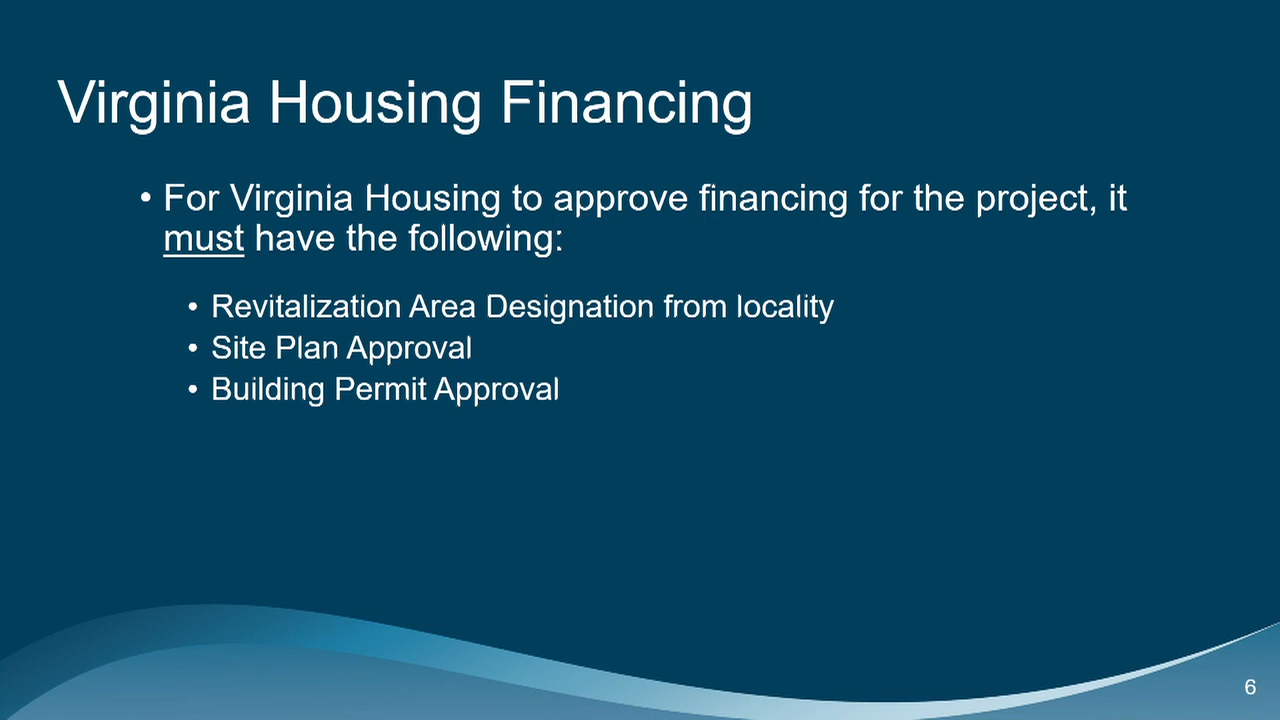 Virginia Housing Financing
• For Virginia Housing to approve financing for the project, it
must have the following:
• Revitalization Area Designation from locality
• Site Plan Approval
• Building Permit Approval
6